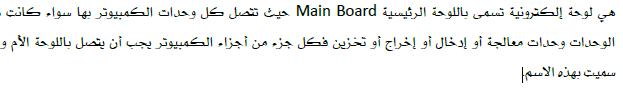 هي لوحة إلكترونية تسمى باللوحة الرئيسية Main Board حيث تتصل كل وحدات الكمبيوتر بها سواء كانت
الوحدات وحدات معالجة أو إدخال أو إخراج أو تخزين فكل جزء من أجزاء الكمبيوتر يجب أن يتصل باللوحة الأم و
سميت بهذه الاسم.